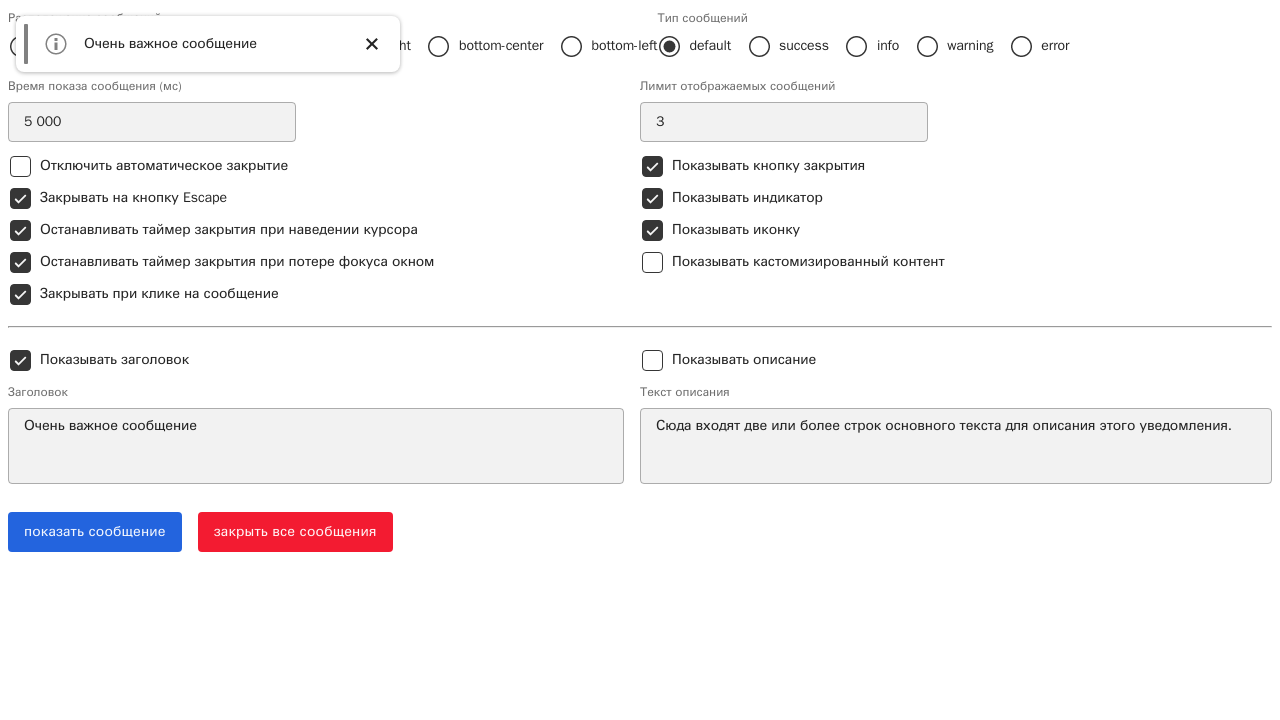 Тип сообщений
Очень важное сообщение
ht bottom-center bottom-left default success info warning error
Время показа сообщения (мс) Лимит отображаемых сообщений
5 000 3
Отключить автоматическое закрытие Показывать кнопку закрытия
Закрывать на кнопку Escape Показывать индикатор
Останавливать таймер закрытия при наведении курсора Показывать иконку
Останавливать таймер закрытия при потере фокуса окном Показывать кастомизированный контент
Закрывать при клике на сообщение
Показывать заголовок Показывать описание
Заголовок Текст описания
Очень важное сообщение Сюда входят две или более строк основного текста для описания этого уведомления.
показать сообщение закрыть все сообщения